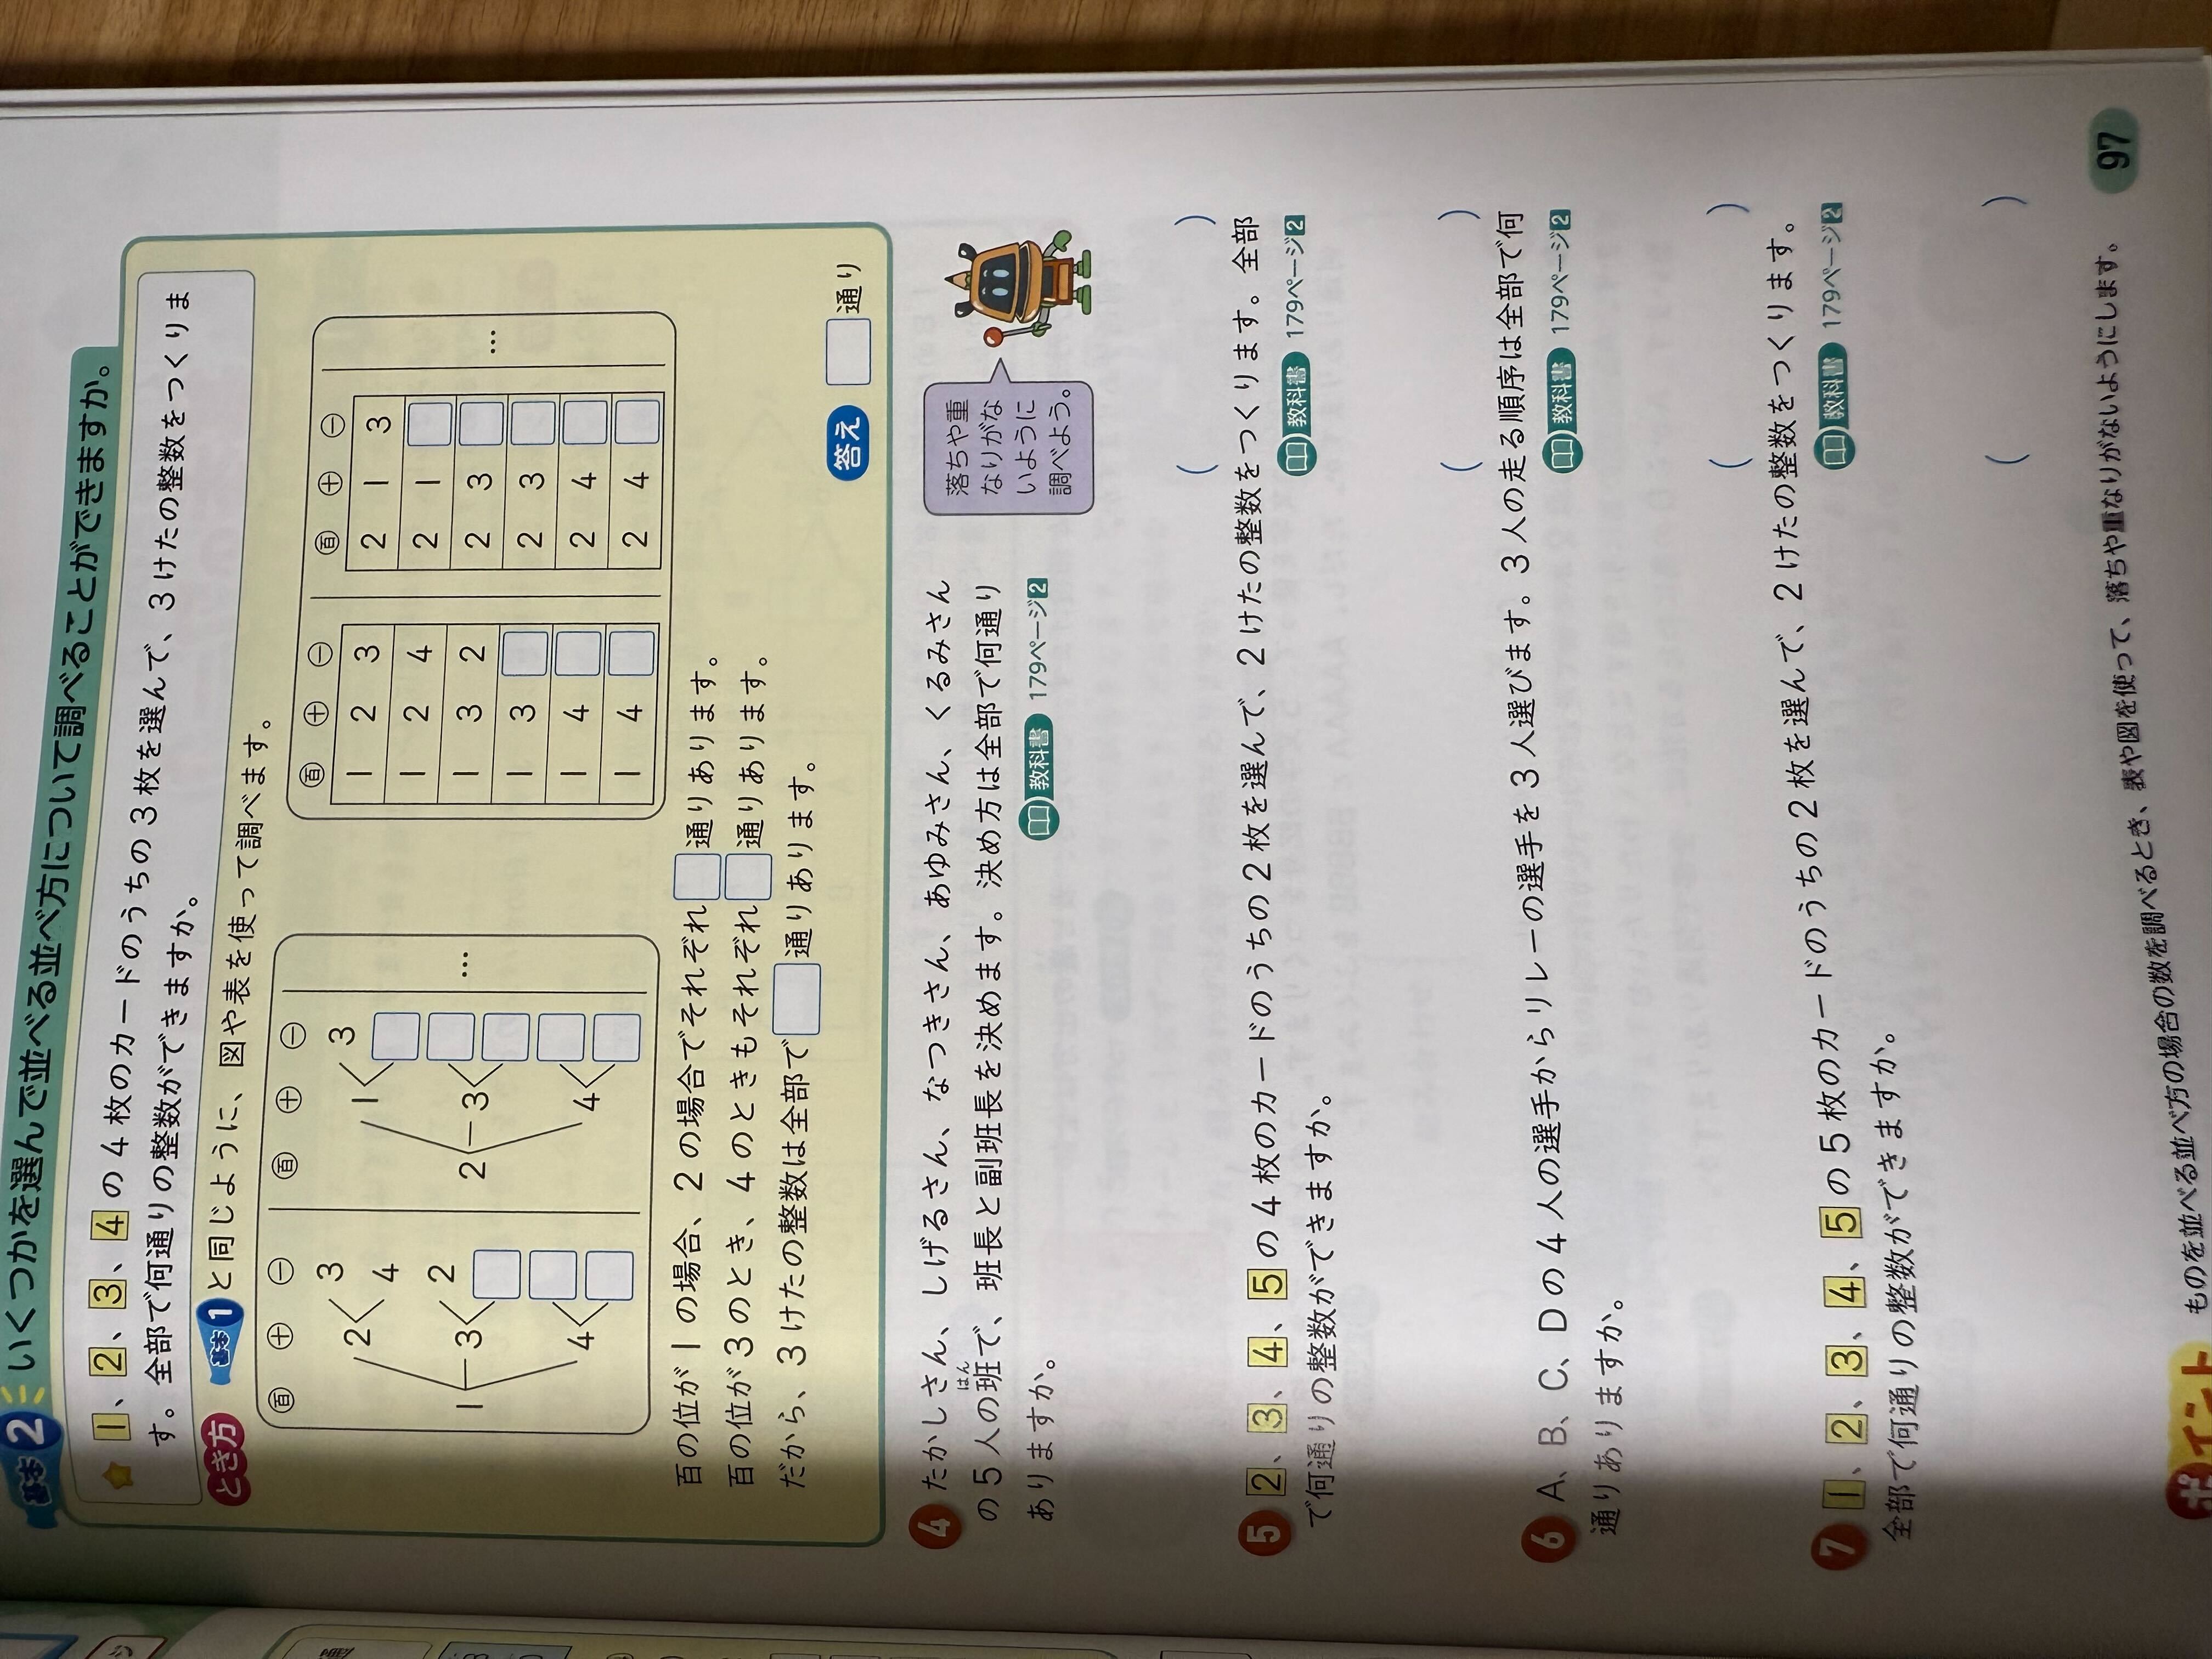 基本2 いくつかを選んで並べる並べ方について調べることができますか。
1、2、3、4の4枚のカードのうちの3枚を選んで、3けたの整数をつくりま
す。全部で何通りの整数ができますか。
とき方 基本1と同じように、図や表を使って調べます。
百 十 一 百 十 一
1 2 3
4
3 2
4
2 1 3
3
4
…
百 十 一 百 十 一
1 2 3 2 1 3
1 2 4 2 1
1 3 2 2 3
1 3 2 3
1 4 2 4
1 4 2 4
…
百の位が1の場合、2の場合でそれぞれ 通りあります。
百の位が3のとき、4のときもそれぞれ 通りあります。
だから、3けたの整数は全部で 通りあります。
答え 通り
4 たかしさん、しげるさん、なつきさん、あゆみさん、くるみさん
はん
の5人の班で、班長と副班長を決めます。決め方は全部で何通り
ありますか。
教科書 179ページ2
落ちや重
なりがな
いように
調べよう。
( )
5 2、3、4、5の4枚のカードのうちの2枚を選んで、2けたの整数をつくります。全部
で何通りの整数ができますか。
教科書 179ページ2
( )
6 A、B、C、Dの4人の選手からリレーの選手を3人選びます。3人の走る順序は全部で何
通りありますか。
教科書 179ページ2
( )
7 1、2、3、4、5の5枚のカードのうちの2枚を選んで、2けたの整数をつくります。
全部で何通りの整数ができますか。
教科書 179ページ2
( )
ポイント ものを並べる並べ方の場合の数を調べるとき、表や図を使って、落ちや重なりがないようにします。
97